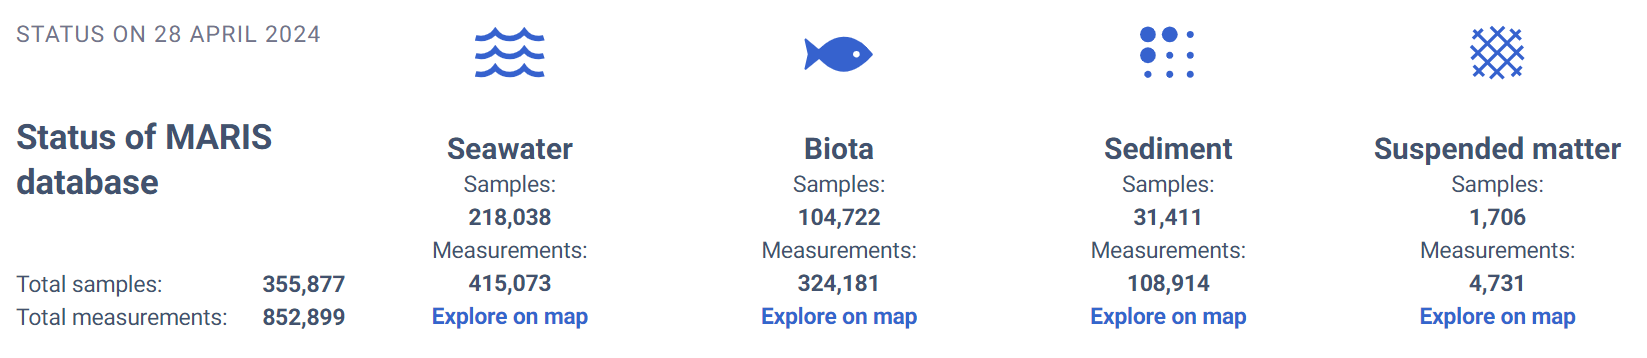 STATUS ON 28 APRIL 2024
Status of MARIS
database
Total samples: 355,877
Total measurements: 852,899
Seawater
Samples:
218,038
Measurements:
415,073
Explore on map
Biota
Samples:
104,722
Measurements:
324,181
Explore on map
Sediment
Samples:
31,411
Measurements:
108,914
Explore on map
Suspended matter
Samples:
1,706
Measurements:
4,731
Explore on map